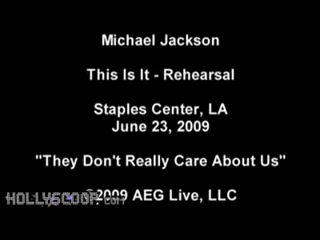 Michael Jackson
This Is It - Rehearsal
Staples Center, LA
June 23, 2009
"They Don't Really Care About Us"
HOLLYSCOOP.com
©2009 AEG Live, LLC